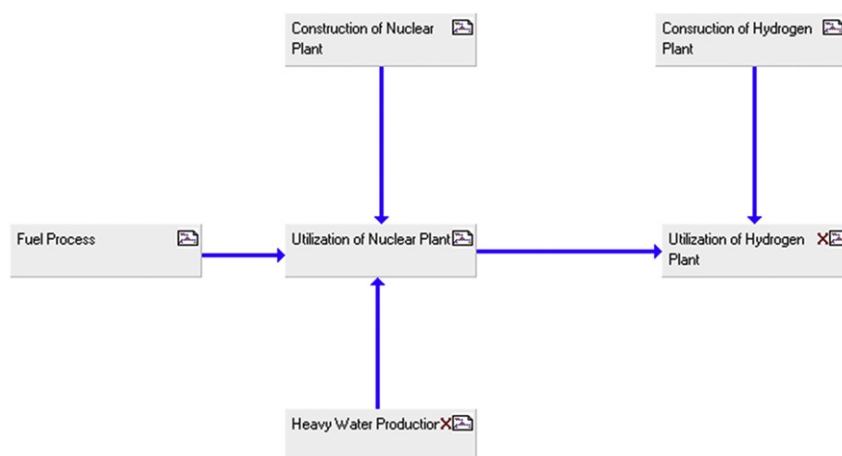 Construction of Nuclear
Plant
Consruction of Hydrogen
Plant
Fuel Process
Utilization of Nuclear Plant
Utilization of Hydrogen
Plant
Heavy Water Production